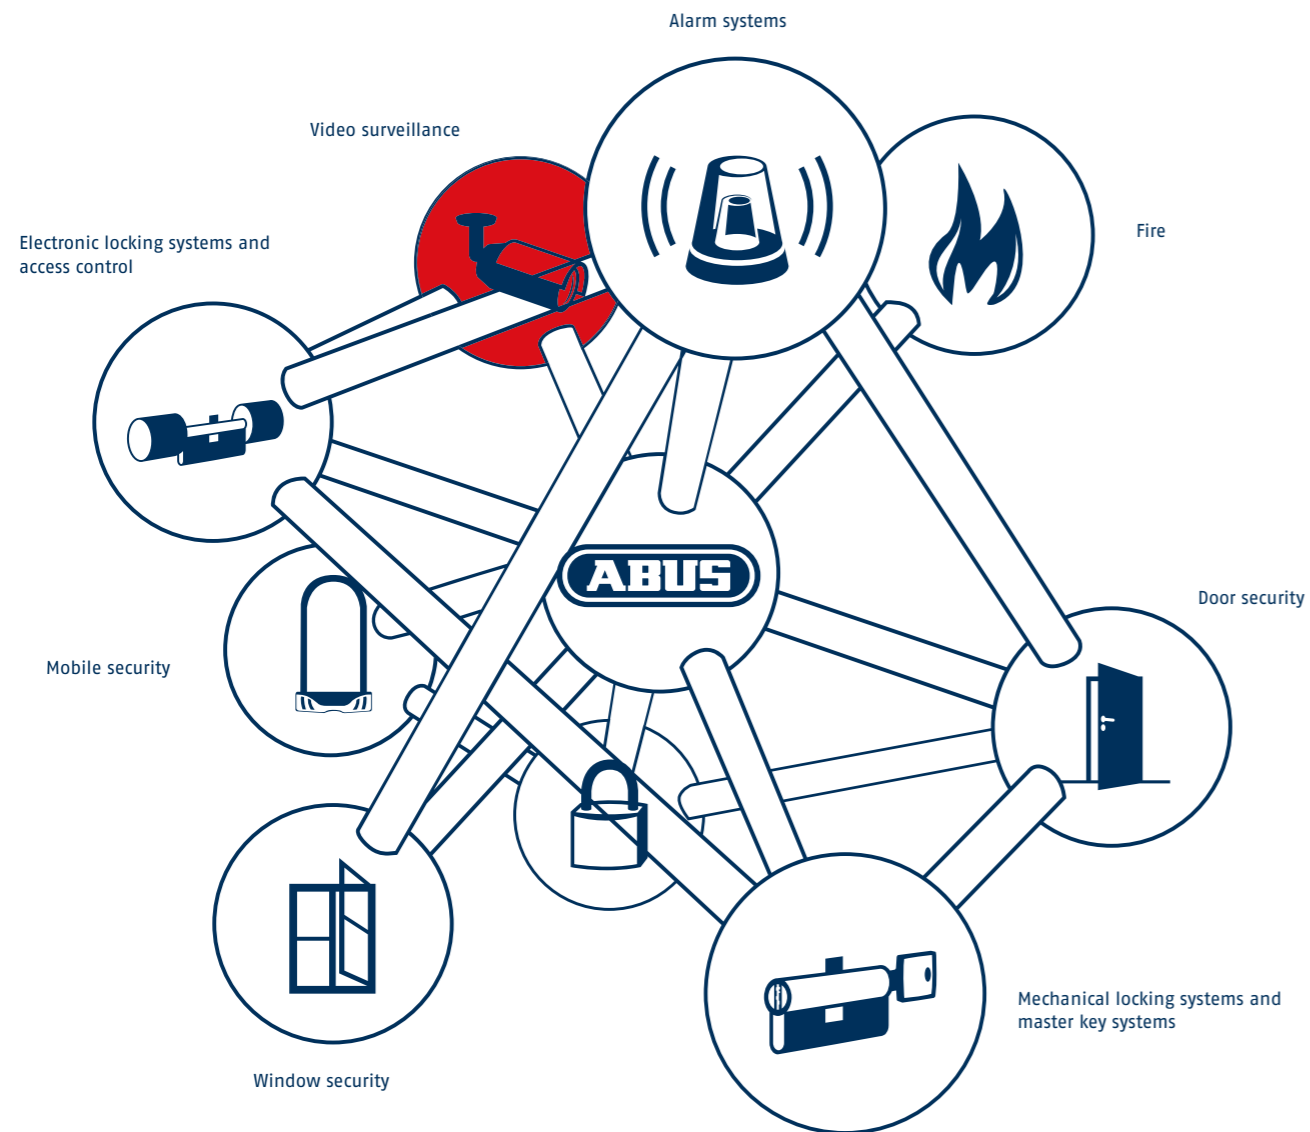 Alarm systems
Video surveillance
Fire
Electronic locking systems and
access control
ABUS
Door security
Mobile security
Mechanical locking systems and
master key systems
Window security